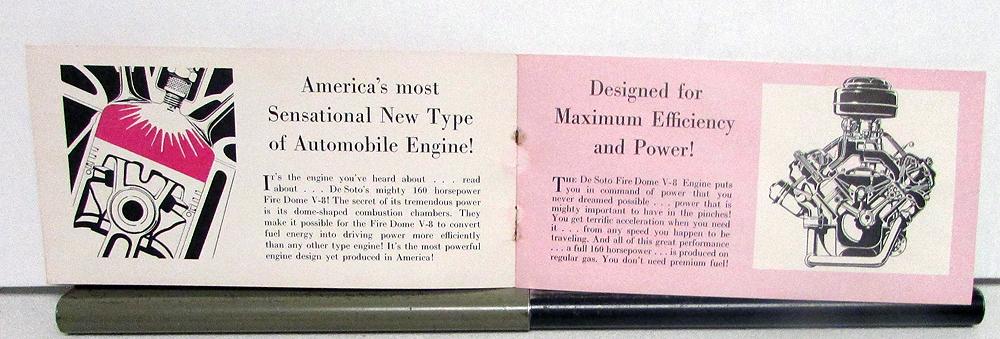 America's most
Sensational New Type
of Automobile Engine!
It's the engine you've heard about . . . read
about . . . De Soto's mighty 160 horsepower
Fire Dome V-8! The secret of its tremendous power
is its dome-shaped combustion chambers. They
make it possible for the Fire Dome V-8 to convert
fuel energy into driving power more efficiently
than any other type engine! It's the most powerful
engine design yet produced in America!
Designed for
Maximum Efficiency
and Power!
The De Soto Fire Dome V-8 Engine puts
you in command of power that you
never dreamed possible . . . power that is
mighty important to have in the pinches!
You get terrific acceleration when you need
it . . . from any speed you happen to be
traveling. And all of this great performance
. . . a full 160 horsepower . . . is produced on
regular gas. You don't need premium fuel!